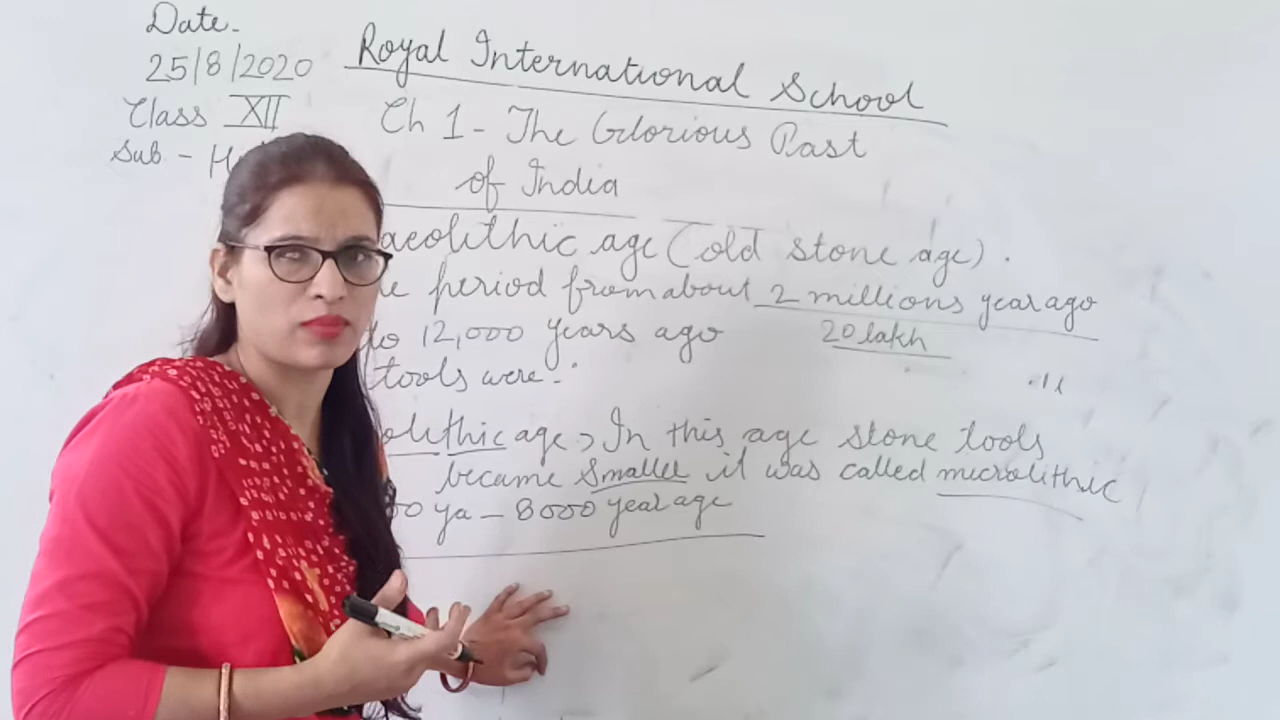 Date.
25/8/2020
Class XII
Sub -
Royal International School
Ch 1 - The Glorious Past
of India
aeolithic age (old stone age).
period from about 2 millions year ago
to 12,000 years ago
20 lakh
tools were :
olithic age > In this age stone tools
became smaller it was called microlithic
00 ya - 8000 year age